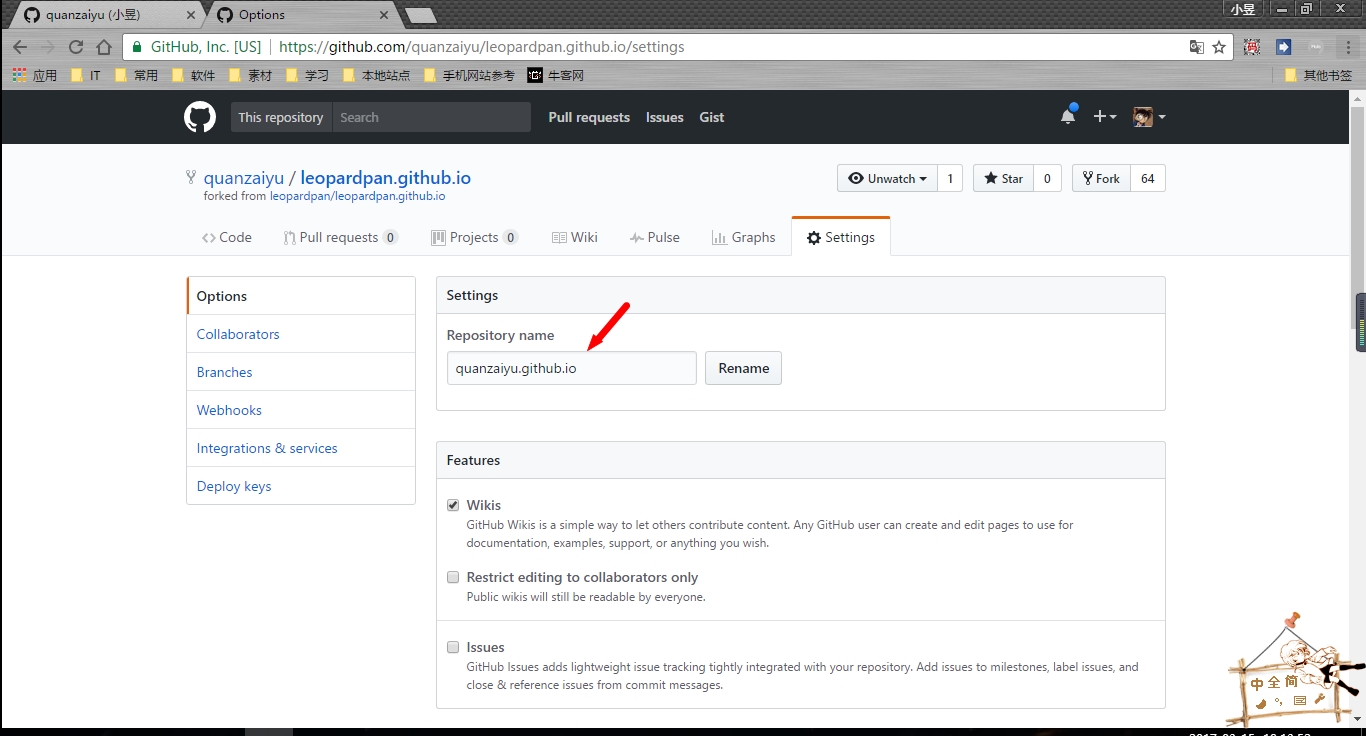 quanzaiyu (小昱)
Options
小昱
GitHub, Inc. [US] https://github.com/quanzaiyu/leopardpan.github.io/settings
应用 IT 常用 软件 素材 学习 本地站点 手机网站参考 牛客网 其他书签
This repository Search Pull requests Issues Gist
quanzaiyu / leopardpan.github.io
Unwatch 1 Star 0 Fork 64
forked from leopardpan/leopardpan.github.io
Code Pull requests 0 Projects 0 Wiki Pulse Graphs Settings
Options
Collaborators
Branches
Webhooks
Integrations & services
Deploy keys
Settings
Repository name
quanzaiyu.github.io Rename
Features
Wikis
GitHub Wikis is a simple way to let others contribute content. Any GitHub user can create and edit pages to use for
documentation, examples, support, or anything you wish.
Restrict editing to collaborators only
Public wikis will still be readable by everyone.
Issues
GitHub Issues adds lightweight issue tracking tightly integrated with your repository. Add issues to milestones, label issues, and
close & reference issues from commit messages.
中全简